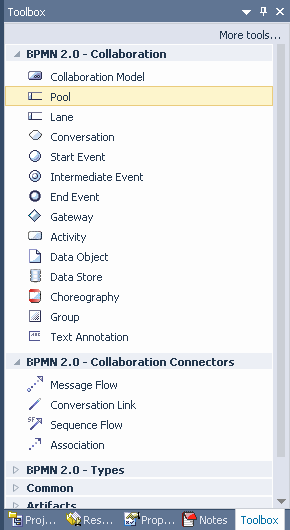 Toolbox
More tools...
BPMN 2.0 - Collaboration
Collaboration Model
Pool
Lane
Conversation
Start Event
Intermediate Event
End Event
Gateway
Activity
Data Object
Data Store
Choreography
Group
Text Annotation
BPMN 2.0 - Collaboration Connectors
Message Flow
Conversation Link
Sequence Flow
Association
BPMN 2.0 - Types
Common
Artifacts
Proj... Res... Prop... Notes Toolbox